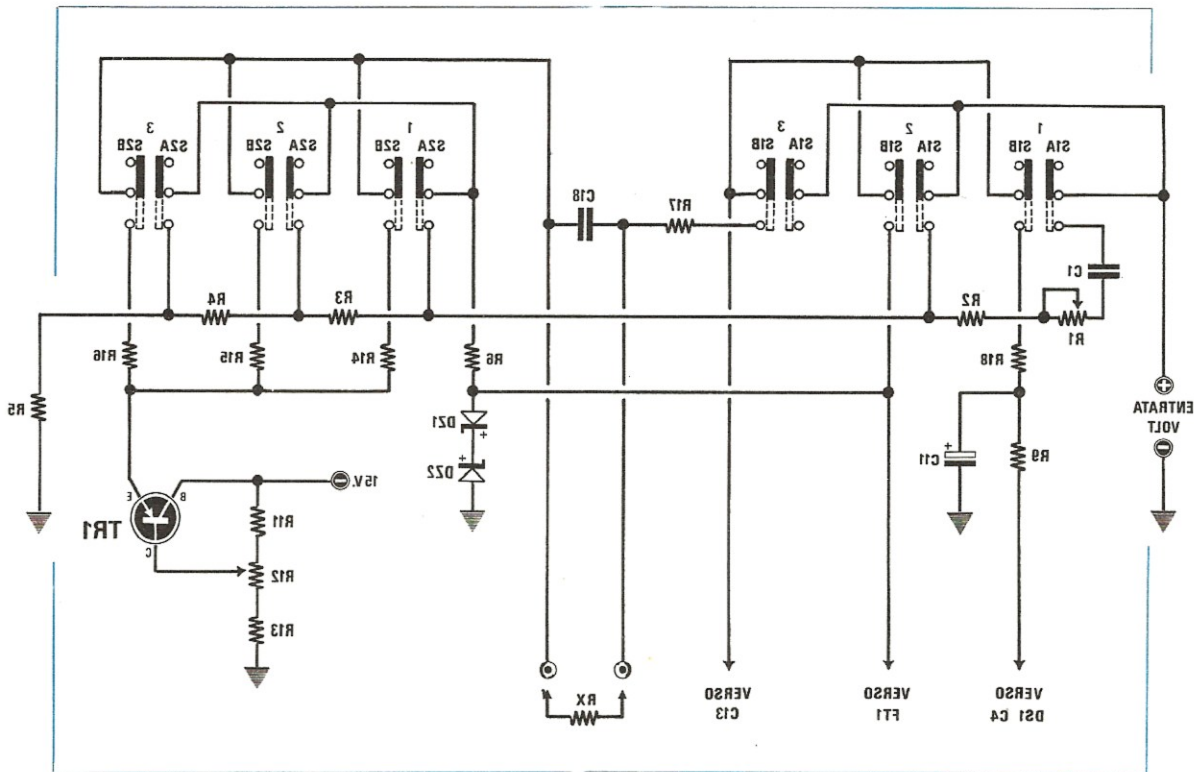 3
S2B S2A
2
S2B S2A
1
S2B S2A
3
S1B S1A
2
S1B S1A
1
S1B S1A
C18
R17
C1
R4
R3
R2
R1
R16
R15
R14
R6
R18
R5
DZ1
+
DZ2
+
C11
+
R9
+
ENTRATA
VOLT
-
15V.
-
E
B
C
TR1
R11
R12
R13
RX
VERSO
C13
VERSO
FT1
VERSO
DS1 C4